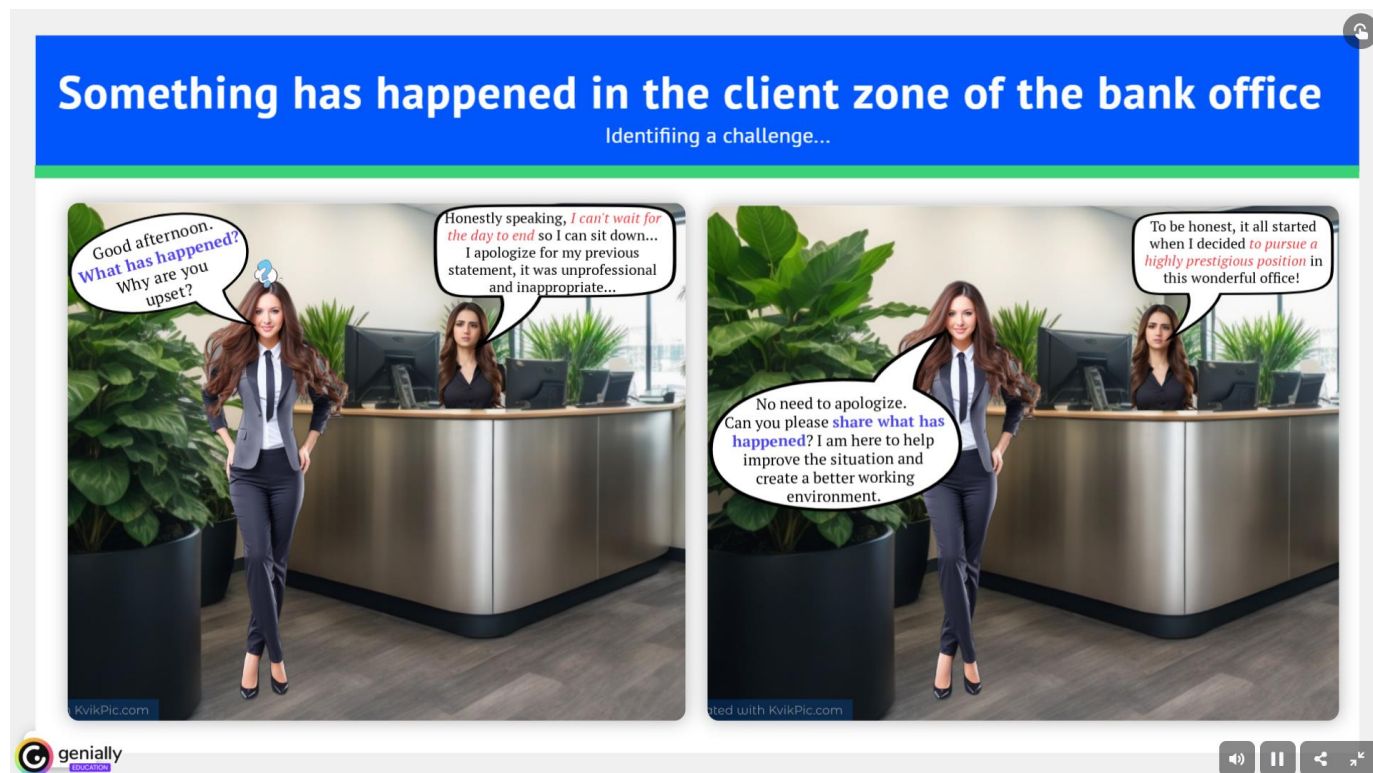 Something has happened in the client zone of the bank office
Identifiing a challenge...
Good afternoon.
What has happened?
Why are you
upset?
Honestly speaking, I can't wait for
the day to end so I can sit down...
I apologize for my previous
statement, it was unprofessional
and inappropriate...
KvikPic.com
No need to apologize.
Can you please share what has
happened? I am here to help
improve the situation and
create a better working
environment.
To be honest, it all started
when I decided to pursue a
highly prestigious position in
this wonderful office!
ated with KvikPic.com
genially
EDUCATION